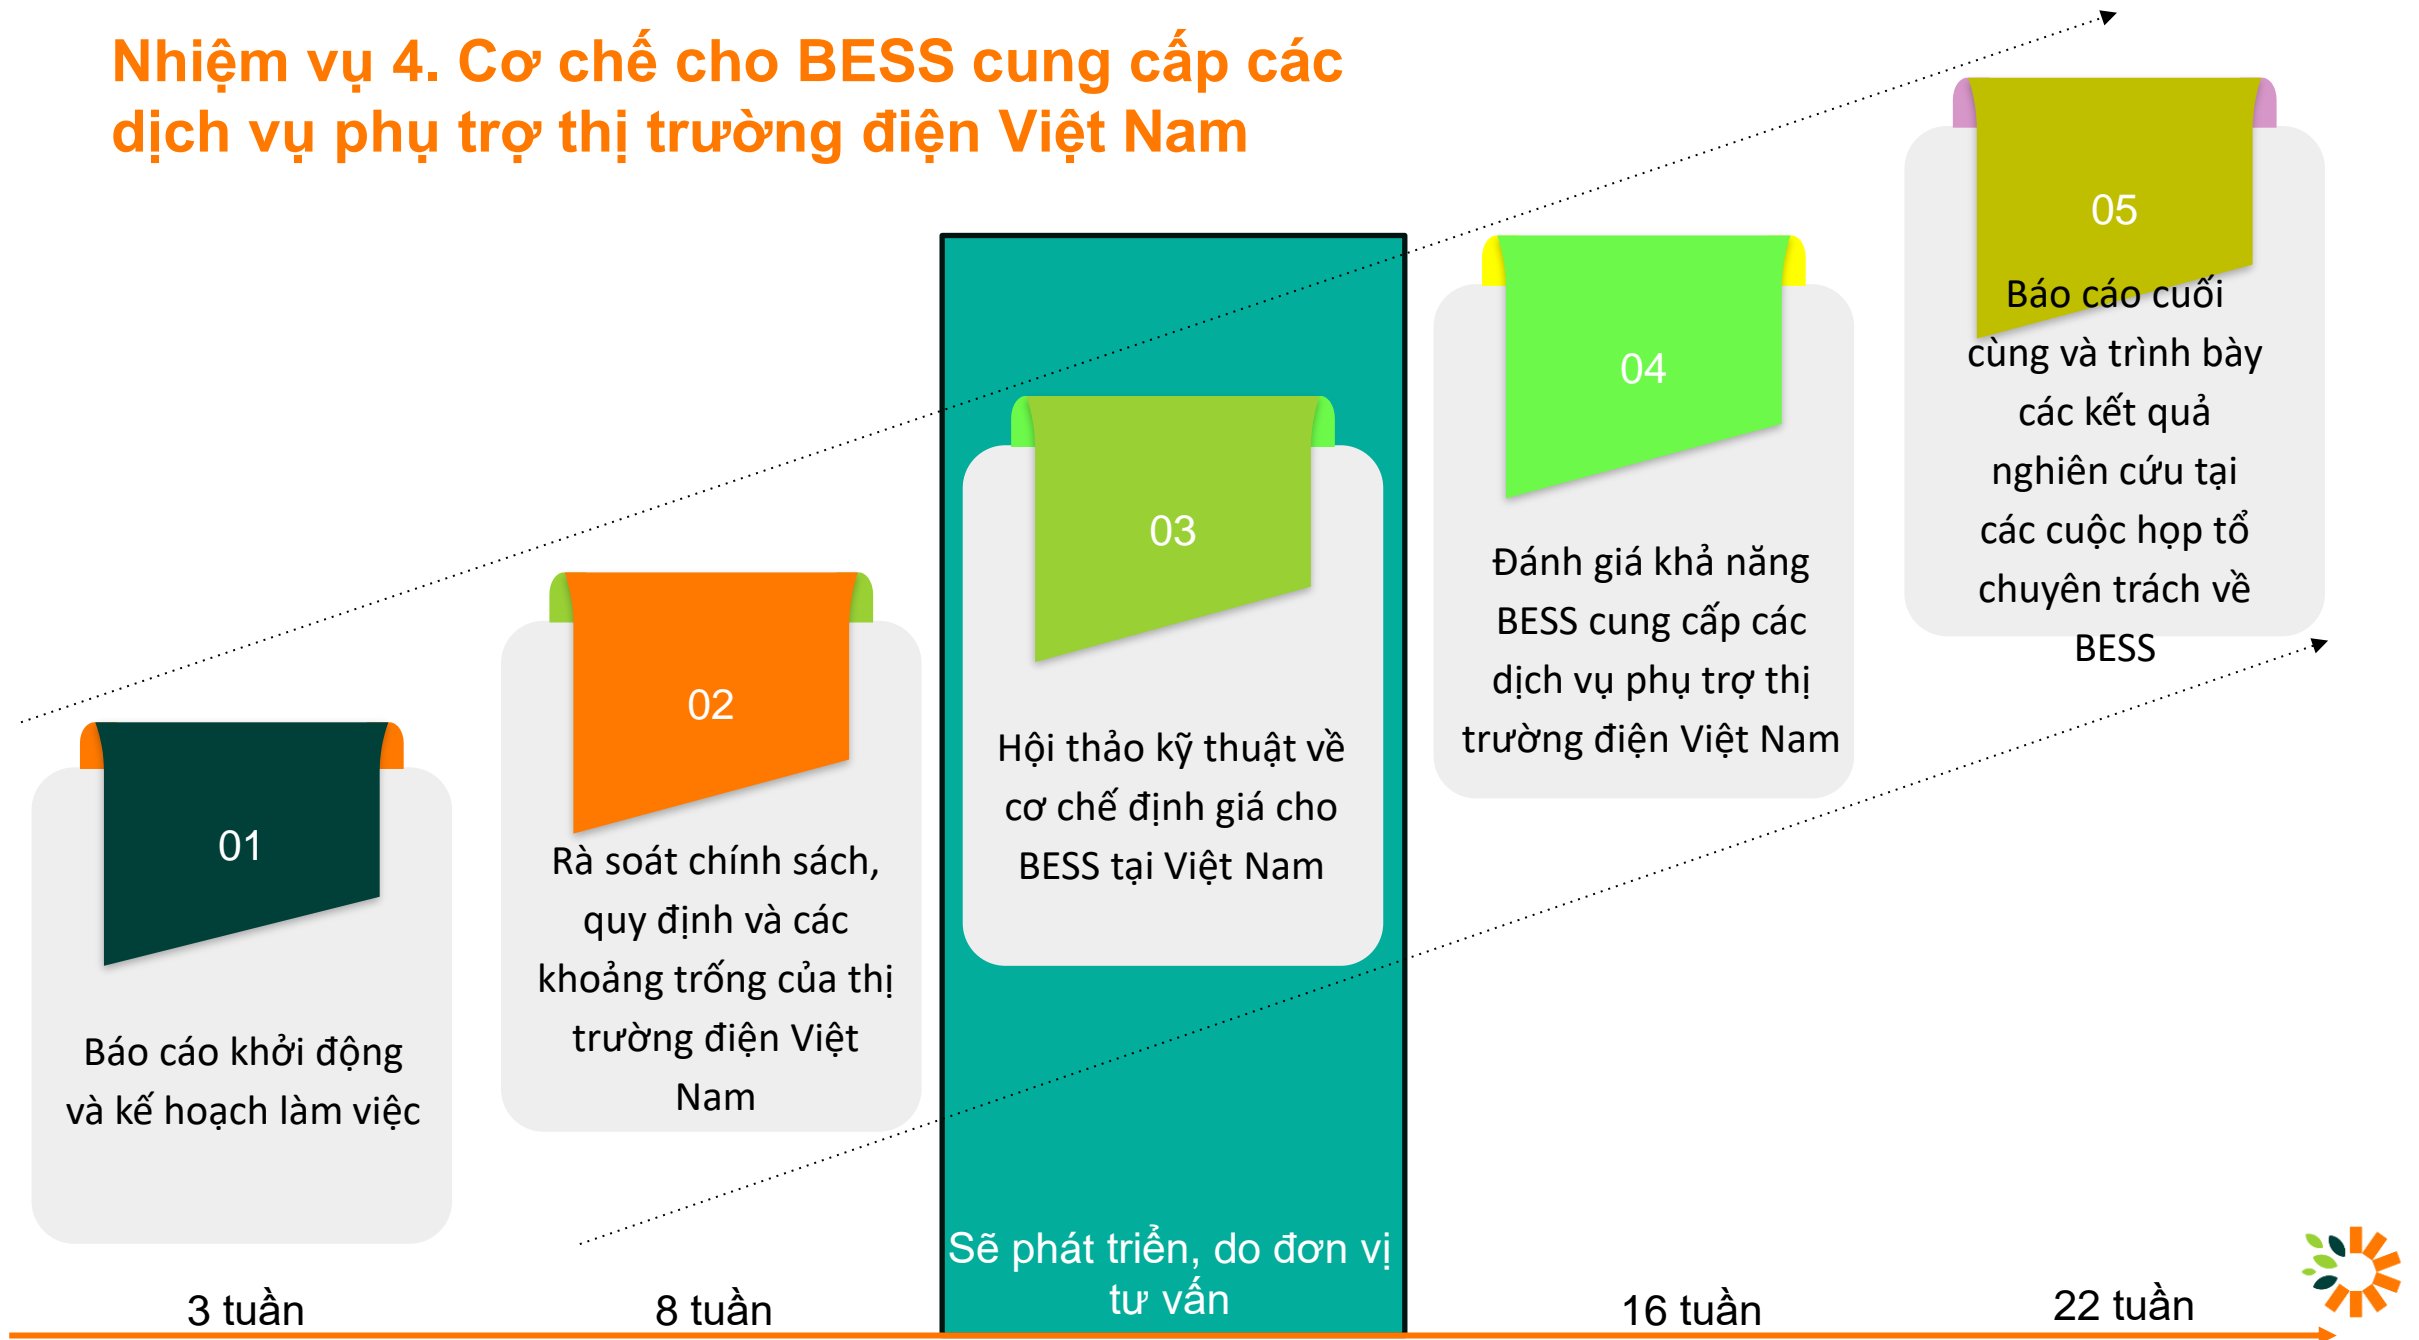 Nhiệm vụ 4. Cơ chế cho BESS cung cấp các
dịch vụ phụ trợ thị trường điện Việt Nam
01
Báo cáo khởi động
và kế hoạch làm việc
3 tuần
02
Rà soát chính sách,
quy định và các
khoảng trống của thị
trường điện Việt
Nam
8 tuần
03
Hội thảo kỹ thuật về
cơ chế định giá cho
BESS tại Việt Nam
Sẽ phát triển, do đơn vị
tư vấn
04
Đánh giá khả năng
BESS cung cấp các
dịch vụ phụ trợ thị
trường điện Việt Nam
16 tuần
05
Báo cáo cuối
cùng và trình bày
các kết quả
nghiên cứu tại
các cuộc họp tổ
chuyên trách về
BESS
22 tuần